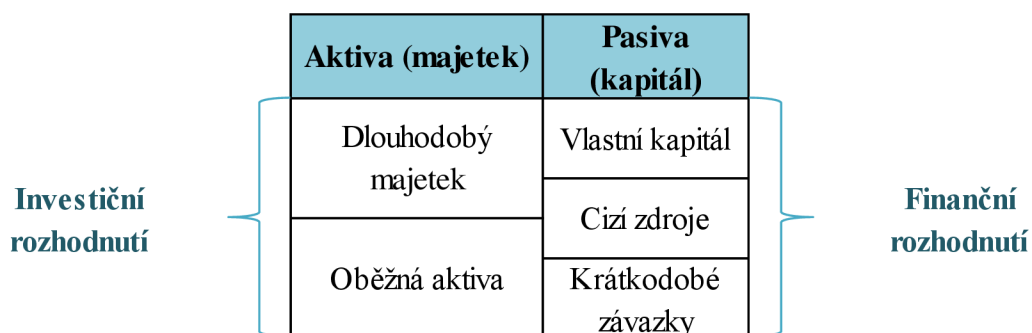 Aktiva (majetek)
Pasiva
(kapitál)
Dlouhodobý
majetek
Vlastní kapitál
Investiční
rozhodnutí
Cizí zdroje
Finanční
rozhodnutí
Oběžná aktiva
Krátkodobé
závazky